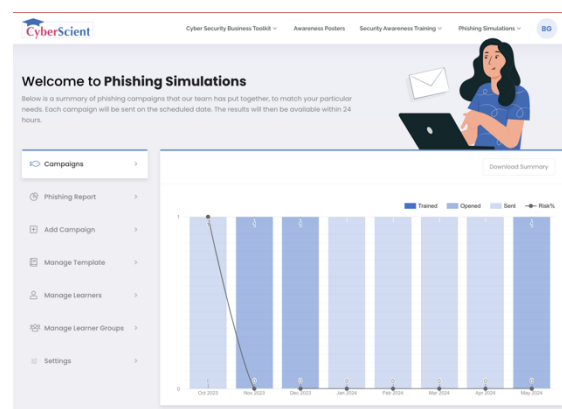 CyberScient
Cyber Security Business Toolkit
Awareness Posters
Security Awareness Training
Phishing Simulations
BG
Welcome to Phishing Simulations
Below is a summary of phishing campaigns that our team has put together, to match your particular
needs. Each campaign will be sent on the scheduled date. The results will then be available within 24
hours.
Campaigns
Phishing Report
Add Campaign
Manage Template
Manage Learners
Manage Learner Groups
Settings
Download Summary
Trained Opened Sent Risk%
1
0
Oct 2023 Nov 2023 Dec 2023 Jan 2024 Feb 2024 Mar 2024 Apr 2024 May 2024